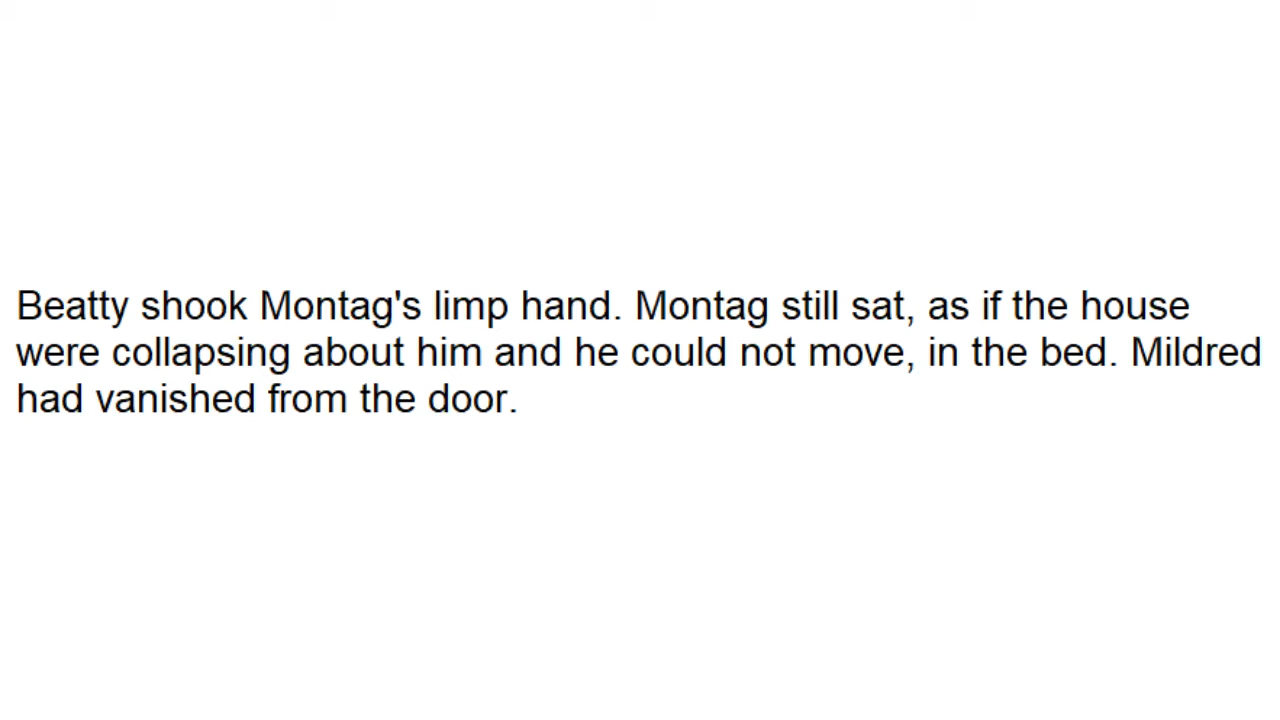 Beatty shook Montag's limp hand. Montag still sat, as if the house
were collapsing about him and he could not move, in the bed. Mildred
had vanished from the door.